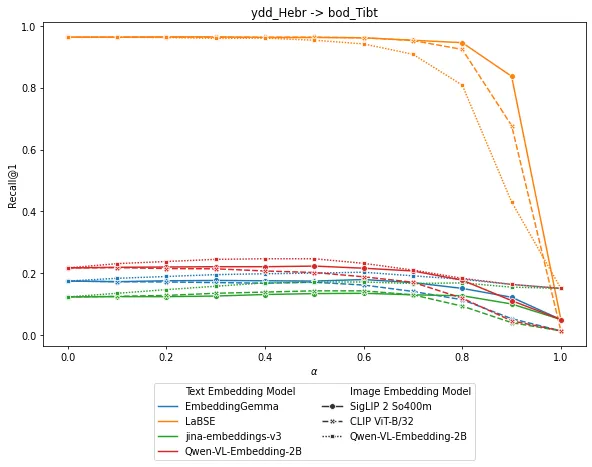 ydd_Hebr -> bod_Tibt
1.0
0.8
0.6
0.4
0.2
0.0
Recall@1
0.0 0.2 0.4 0.6 0.8 1.0
α
Text Embedding Model Image Embedding Model
EmbeddingGemma SigLIP 2 So400m
LaBSE CLIP ViT-B/32
jina-embeddings-v3 Qwen-VL-Embedding-2B
Qwen-VL-Embedding-2B